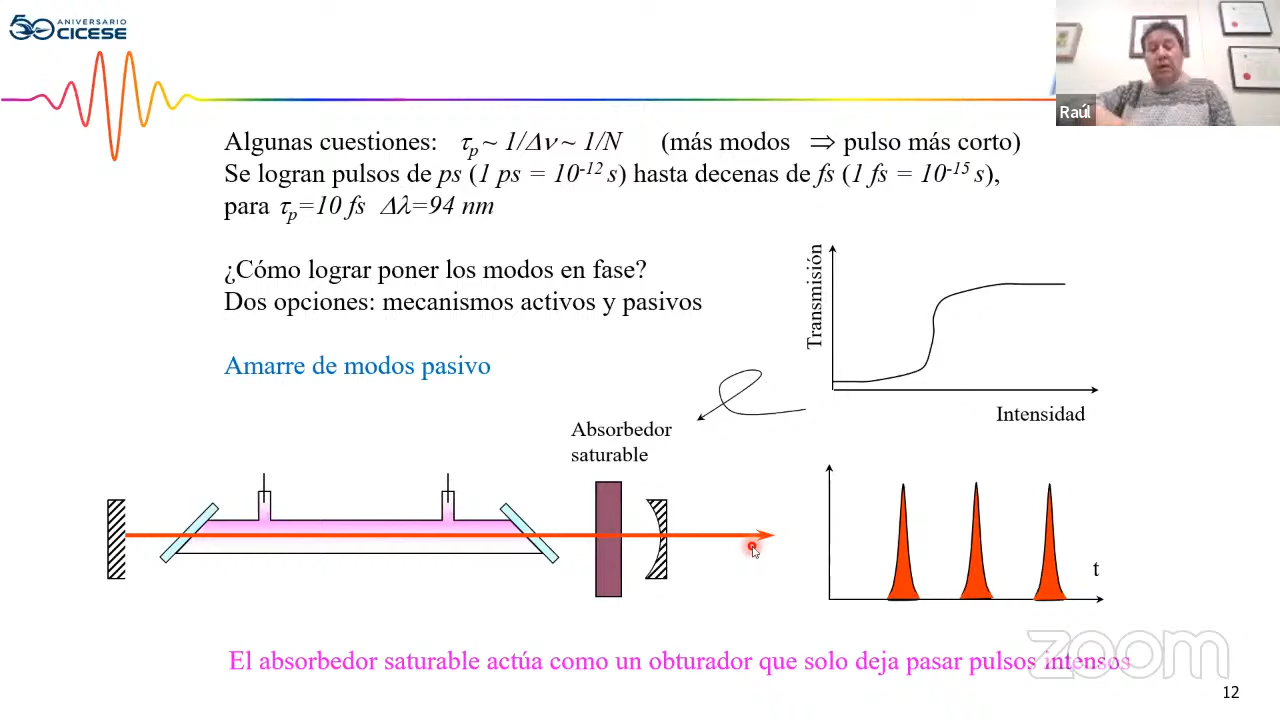 50 ANIVERSARIO
CICESE
Raúl
Algunas cuestiones: τp ~ 1/Δν ~ 1/N (más modos ⇒ pulso más corto)
Se logran pulsos de ps (1 ps = 10⁻¹² s) hasta decenas de fs (1 fs = 10⁻¹⁵ s),
para τp=10 fs Δλ=94 nm
¿Cómo lograr poner los modos en fase?
Dos opciones: mecanismos activos y pasivos
Transmisión
Intensidad
Amarre de modos pasivo
Absorbedor
saturable
t
El absorbedor saturable actúa como un obturador que solo deja pasar pulsos intensos
zoom
12